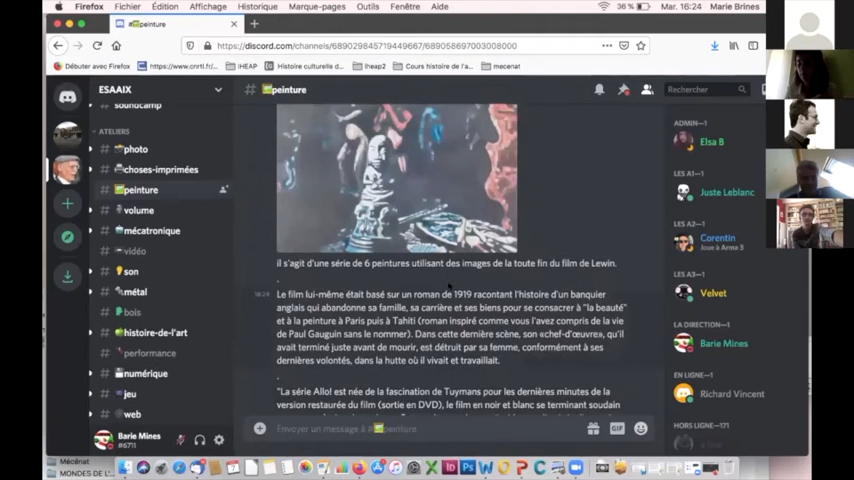 Firefox Fichier Édition Affichage Historique Marque-pages Outils Fenêtre Aide 36 % Mar. 16:24 Marie Brines
#peinture
https://discord.com/channels/689029845719449667/689058697003008000
Débuter avec Firefox https://www.cnrtl.fr/... IHEAP Histoire culturelle d... Iheap2 Cours histoire de l'a... mecenat
ESAAIX
# peinture
Rechercher
soundcamp
ATELIERS
# photo
# choses-imprimées
# peinture
# volume
# mécatronique
# vidéo
# son
# métal
# bois
# histoire-de-l'art
# performance
# numérique
# jeu
# web
Barie Mines
#6711
il s'agit d'une série de 6 peintures utilisant des images de la toute fin du film de Lewin.
.
Le film lui-même était basé sur un roman de 1919 racontant l'histoire d'un banquier
anglais qui abandonne sa famille, sa carrière et ses biens pour se consacrer à "la beauté"
et à la peinture à Paris puis à Tahiti (roman inspiré comme vous l'avez compris de la vie
de Paul Gauguin sans le nommer). Dans cette dernière scène, son «chef-d'œuvre», qu'il
avait terminé juste avant de mourir, est détruit par sa femme, conformément à ses
dernières volontés, dans la hutte où il vivait et travaillait.
.
"La série Allo! est née de la fascination de Tuymans pour les dernières minutes de la
version restaurée du film (sortie en DVD), le film en noir et blanc se terminant soudain
Envoyer un message à #peinture
GIF
ADMIN—1
Elsa B
LES A1—1
Juste Leblanc
LES A2—1
Corentin
Joue à Arma 3
LES A3—1
Velvet
LA DIRECTION—1
Barie Mines
EN LIGNE—1
Richard Vincent
HORS LIGNE—171
Mécénat
MONDES DE L'